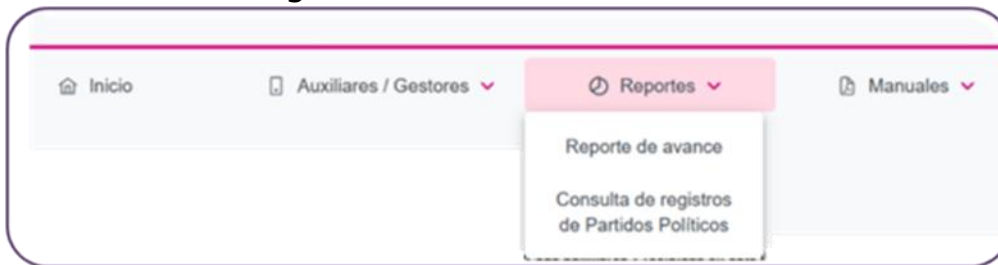 Inicio
Auxiliares / Gestores
Reportes
Manuales
Reporte de avance
Consulta de registros
de Partidos Políticos